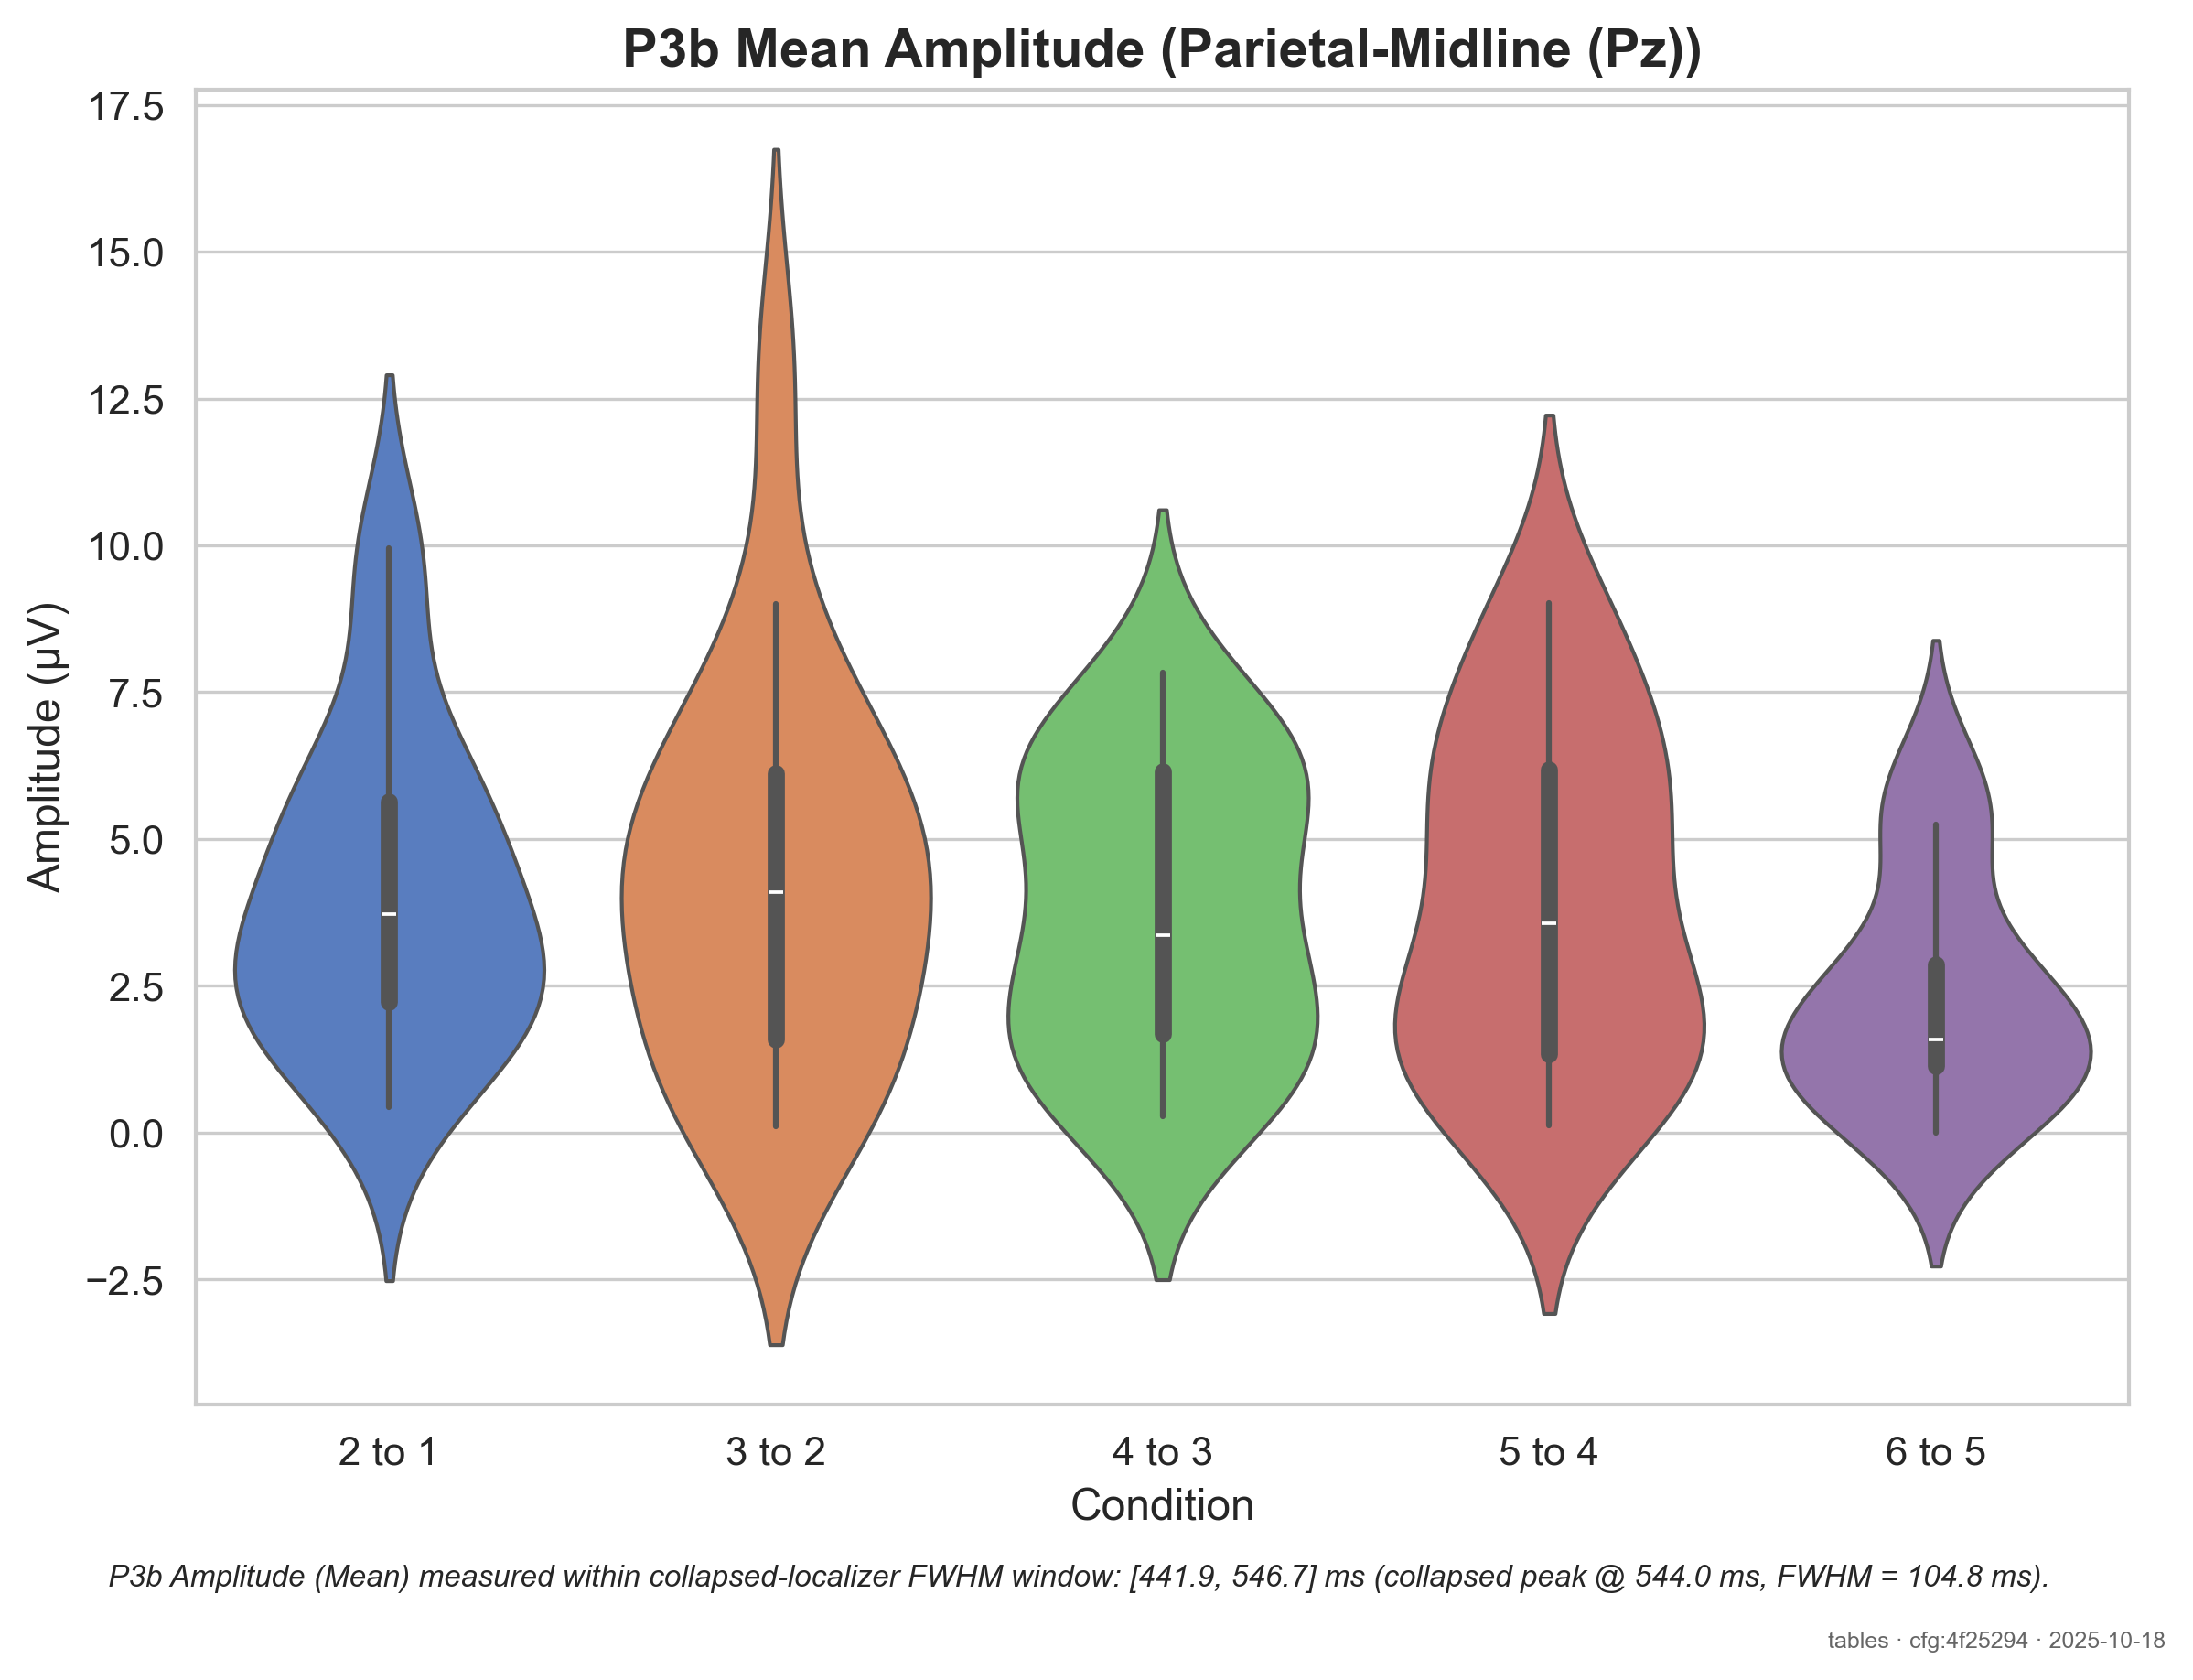 P3b Mean Amplitude (Parietal-Midline (Pz))
17.5
15.0
12.5
10.0
7.5
5.0
2.5
0.0
−2.5
Amplitude (µV)
2 to 1 3 to 2 4 to 3 5 to 4 6 to 5
Condition
P3b Amplitude (Mean) measured within collapsed-localizer FWHM window: [441.9, 546.7] ms (collapsed peak @ 544.0 ms, FWHM = 104.8 ms).
tables · cfg:4f25294 · 2025-10-18